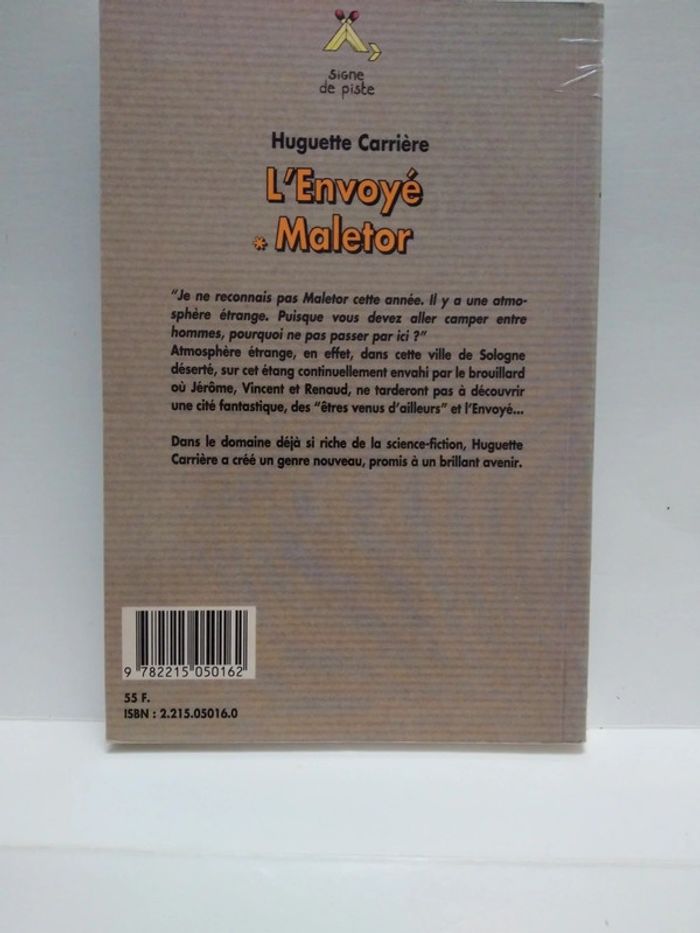 signe
de piste
Huguette Carrière
L'Envoyé
* Maletor
"Je ne reconnais pas Maletor cette année. Il y a une atmo-
sphère étrange. Puisque vous devez aller camper entre
hommes, pourquoi ne pas passer par ici ?"
Atmosphère étrange, en effet, dans cette ville de Sologne
déserté, sur cet étang continuellement envahi par le brouillard
où Jérôme, Vincent et Renaud, ne tarderont pas à découvrir
une cité fantastique, des "êtres venus d'ailleurs" et l'Envoyé...
Dans le domaine déjà si riche de la science-fiction, Huguette
Carrière a créé un genre nouveau, promis à un brillant avenir.
9 782215 050162
55 F.
ISBN : 2.215.05016.0